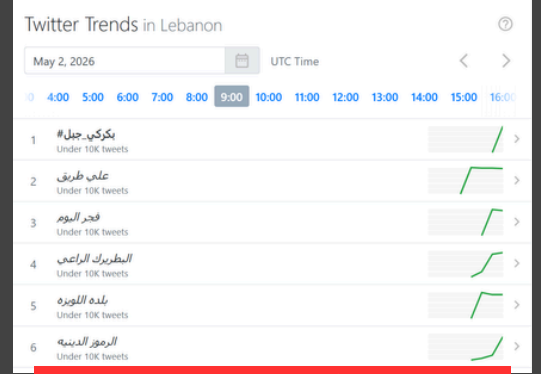 Twitter Trends in Lebanon
May 2, 2026 UTC Time
4:00 5:00 6:00 7:00 8:00 9:00 10:00 11:00 12:00 13:00 14:00 15:00 16:00
1 #بكركي_جبل
Under 10K tweets
2 علي طريق
Under 10K tweets
3 فجر اليوم
Under 10K tweets
4 البطريرك الراعي
Under 10K tweets
5 بلده اللويزه
Under 10K tweets
6 الرموز الدينيه
Under 10K tweets